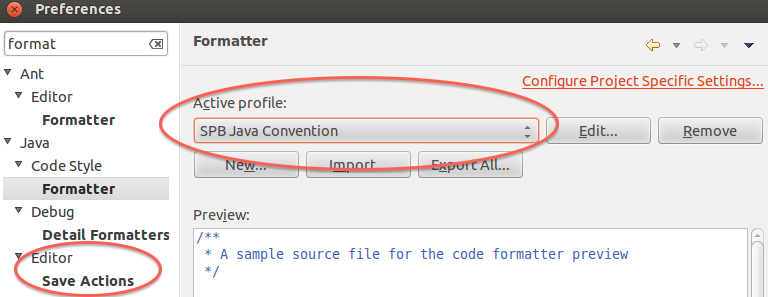 Preferences
format
Ant
Editor
Formatter
Java
Code Style
Formatter
Debug
Detail Formatters
Editor
Save Actions
Formatter
Configure Project Specific Settings...
Active profile:
SPB Java Convention
Edit...
Remove
New...
Import...
Export All...
Preview:
/**
* A sample source file for the code formatter preview
*/